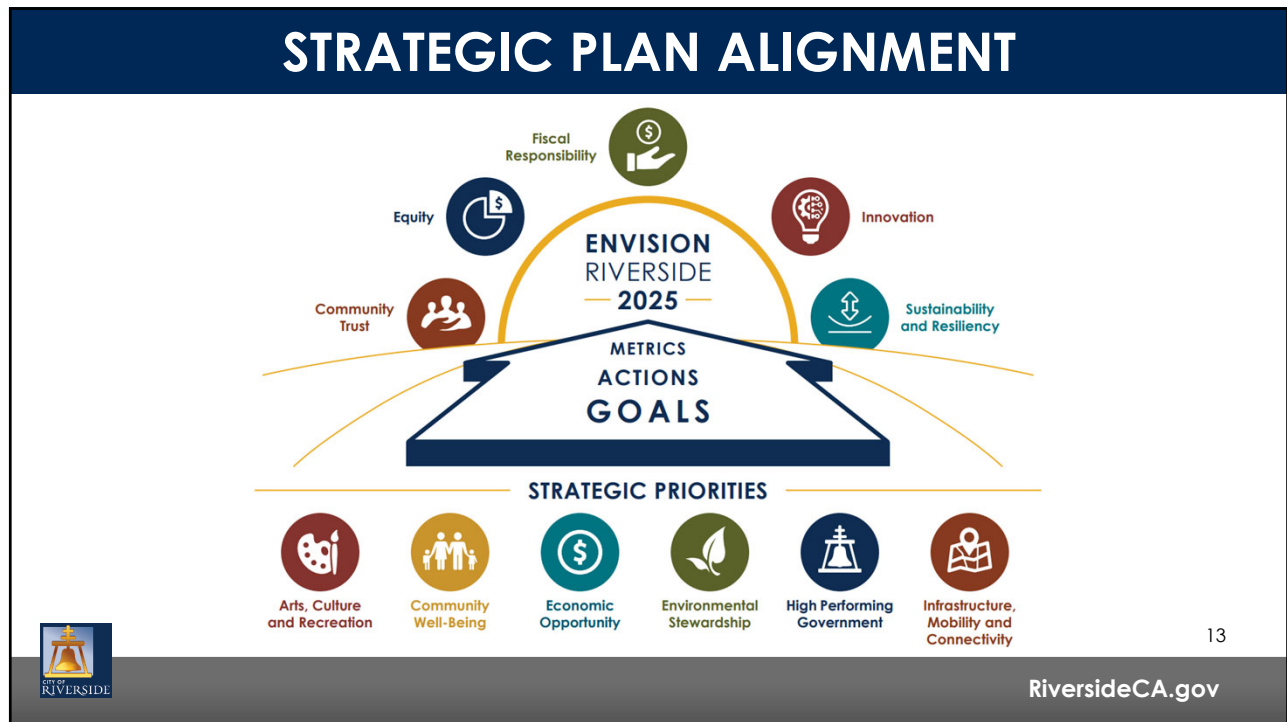 STRATEGIC PLAN ALIGNMENT
Fiscal
Responsibility
Equity
Innovation
Community
Trust
Sustainability
and Resiliency
ENVISION
RIVERSIDE
2025
METRICS
ACTIONS
GOALS
STRATEGIC PRIORITIES
Arts, Culture
and Recreation
Community
Well-Being
Economic
Opportunity
Environmental
Stewardship
High Performing
Government
Infrastructure,
Mobility and
Connectivity
13
CITY OF
RIVERSIDE
RiversideCA.gov